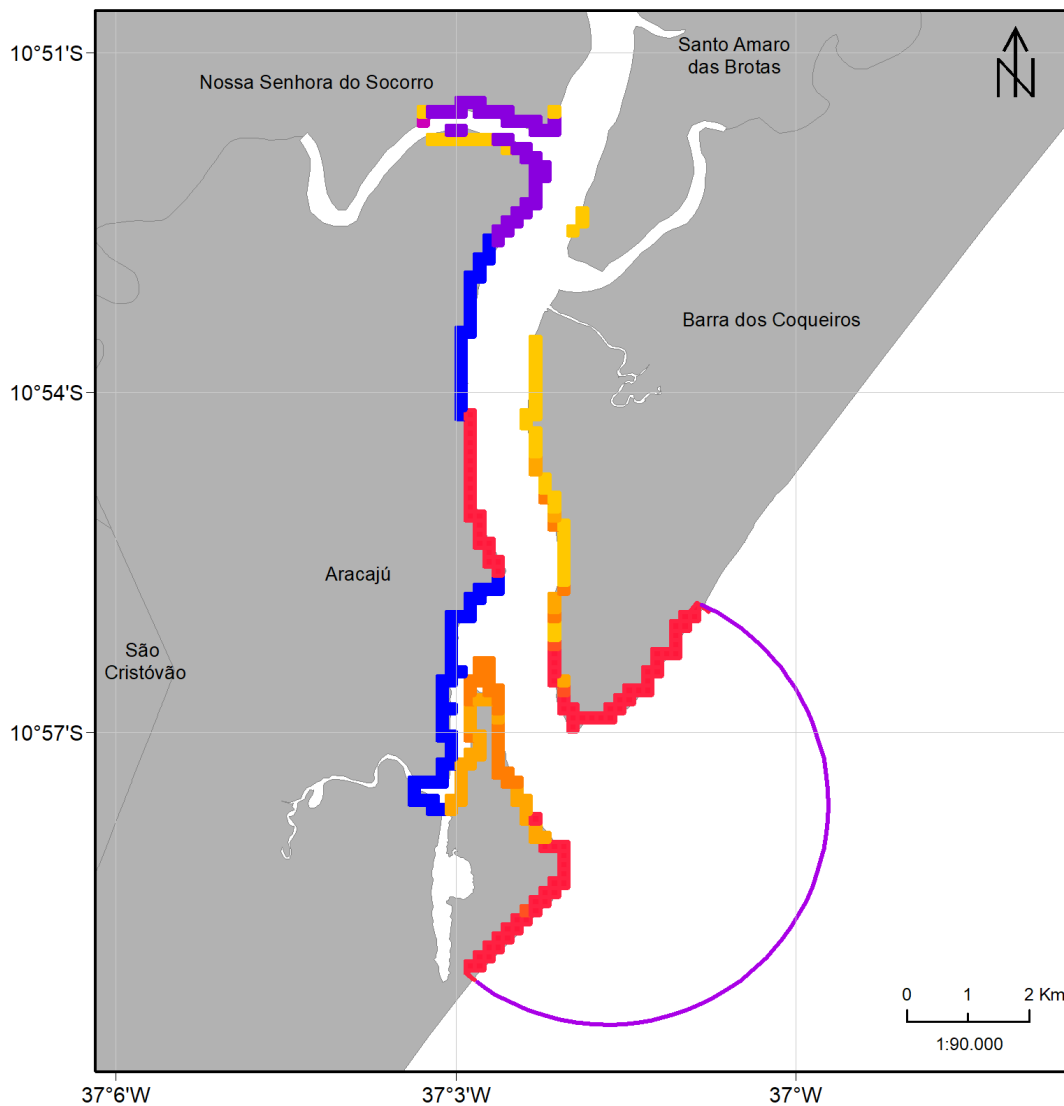 10°51'S
Santo Amaro
das Brotas
N
Nossa Senhora do Socorro
Barra dos Coqueiros
10°54'S
Aracajú
São
Cristóvão
10°57'S
0 1 2 Km
1:90.000
37°6'W 37°3'W 37°W